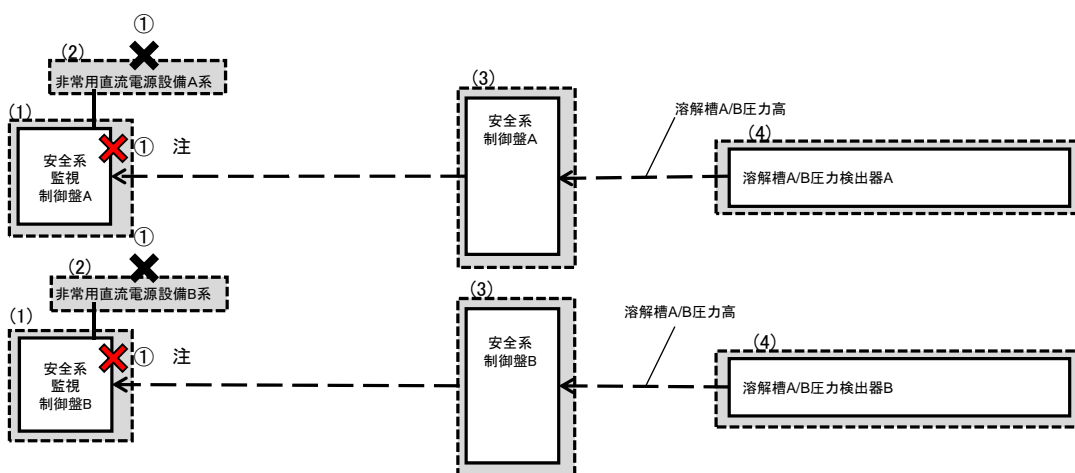 ①
(2)
非常用直流電源設備A系
(1)
① 注
安全系
監視
制御盤A
(3)
安全系
制御盤A
溶解槽A/B圧力高
(4)
溶解槽A/B圧力検出器A
①
(2)
非常用直流電源設備B系
(1)
① 注
安全系
監視
制御盤B
(3)
安全系
制御盤B
溶解槽A/B圧力高
(4)
溶解槽A/B圧力検出器B